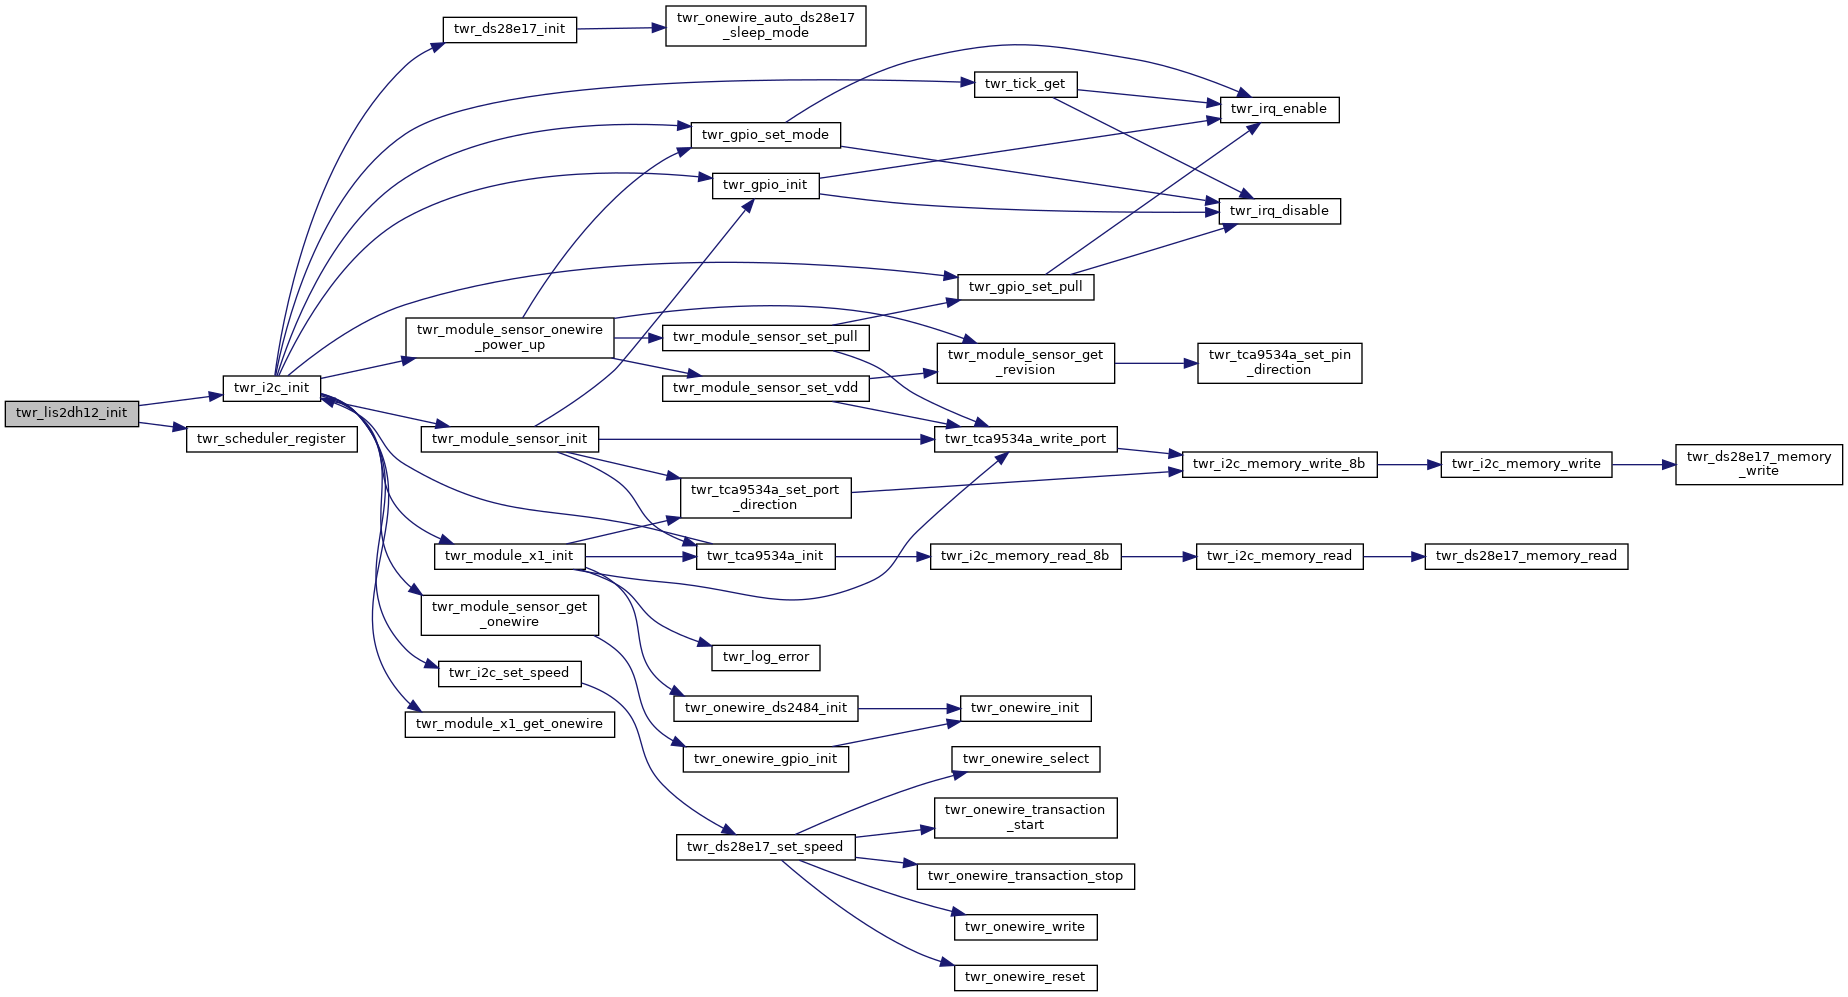 twr_ds28e17_init
twr_onewire_auto_ds28e17
_sleep_mode
twr_tick_get
twr_irq_enable
twr_gpio_set_mode
twr_gpio_init
twr_irq_disable
twr_gpio_set_pull
twr_module_sensor_onewire
_power_up
twr_module_sensor_set_pull
twr_module_sensor_get
_revision
twr_tca9534a_set_pin
_direction
twr_i2c_init
twr_module_sensor_set_vdd
twr_lis2dh12_init
twr_scheduler_register
twr_module_sensor_init
twr_tca9534a_write_port
twr_i2c_memory_write_8b
twr_i2c_memory_write
twr_ds28e17_memory
_write
twr_tca9534a_set_port
_direction
twr_module_x1_init
twr_tca9534a_init
twr_i2c_memory_read_8b
twr_i2c_memory_read
twr_ds28e17_memory_read
twr_module_sensor_get
_onewire
twr_log_error
twr_i2c_set_speed
twr_onewire_ds2484_init
twr_onewire_init
twr_module_x1_get_onewire
twr_onewire_gpio_init
twr_onewire_select
twr_onewire_transaction
_start
twr_ds28e17_set_speed
twr_onewire_transaction_stop
twr_onewire_write
twr_onewire_reset